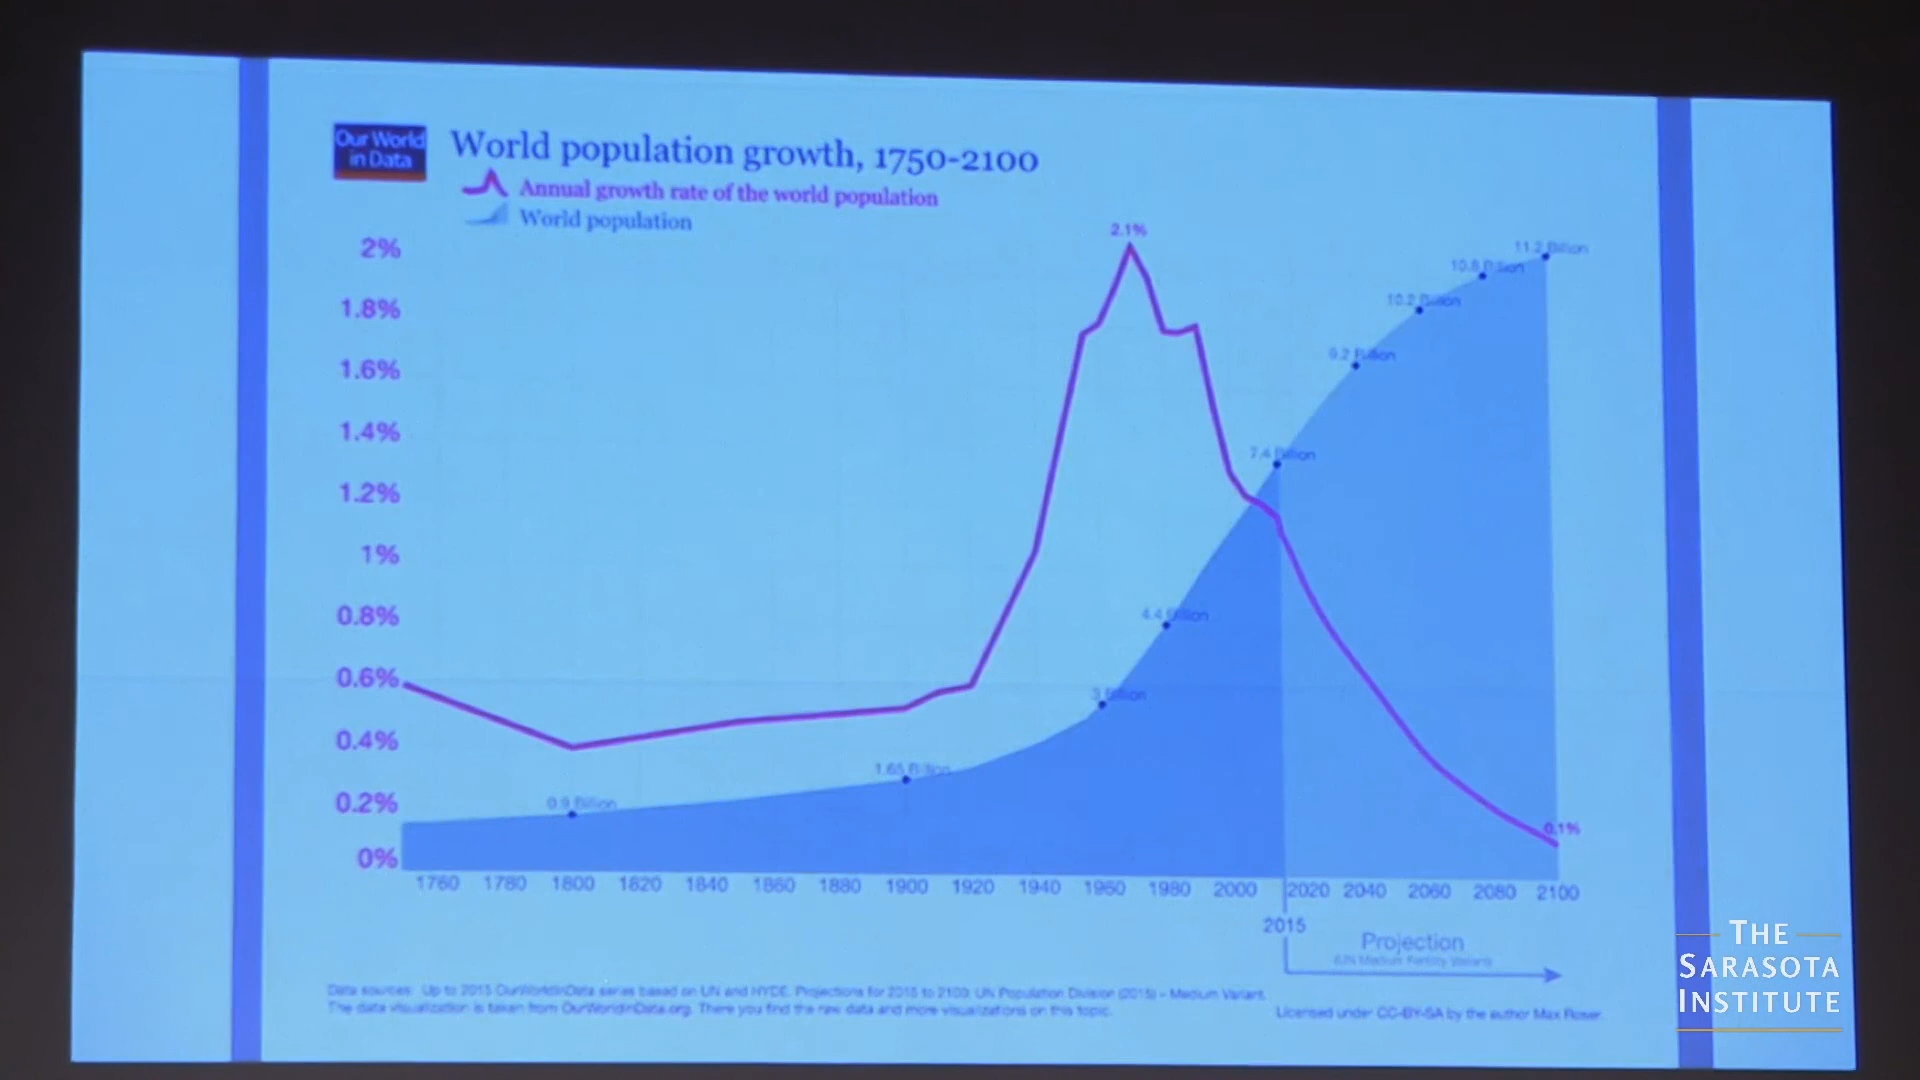 Our World
in Data
World population growth, 1750-2100
Annual growth rate of the world population
World population
2.1%
2%
1.8%
1.6%
1.4%
1.2%
1%
0.8%
0.6%
0.4%
0.2%
0%
11.2 Billion
10.8 Billion
10.2 Billion
9.2 Billion
7.4 Billion
4.4 Billion
3 Billion
1.65 Billion
0.9 Billion
0.1%
1760 1780 1800 1820 1840 1860 1880 1900 1920 1940 1960 1980 2000 2020 2040 2060 2080 2100
2015
Projection
(UN Medium Fertility Variant)
Data sources: Up to 2015 OurWorldInData series based on UN and HYDE. Projections for 2015 to 2100: UN Population Division (2015) – Medium Variant.
The data visualization is taken from OurWorldinData.org. There you find the raw data and more visualizations on this topic.
Licensed under CC-BY-SA by the author Max Roser.
THE
SARASOTA
INSTITUTE